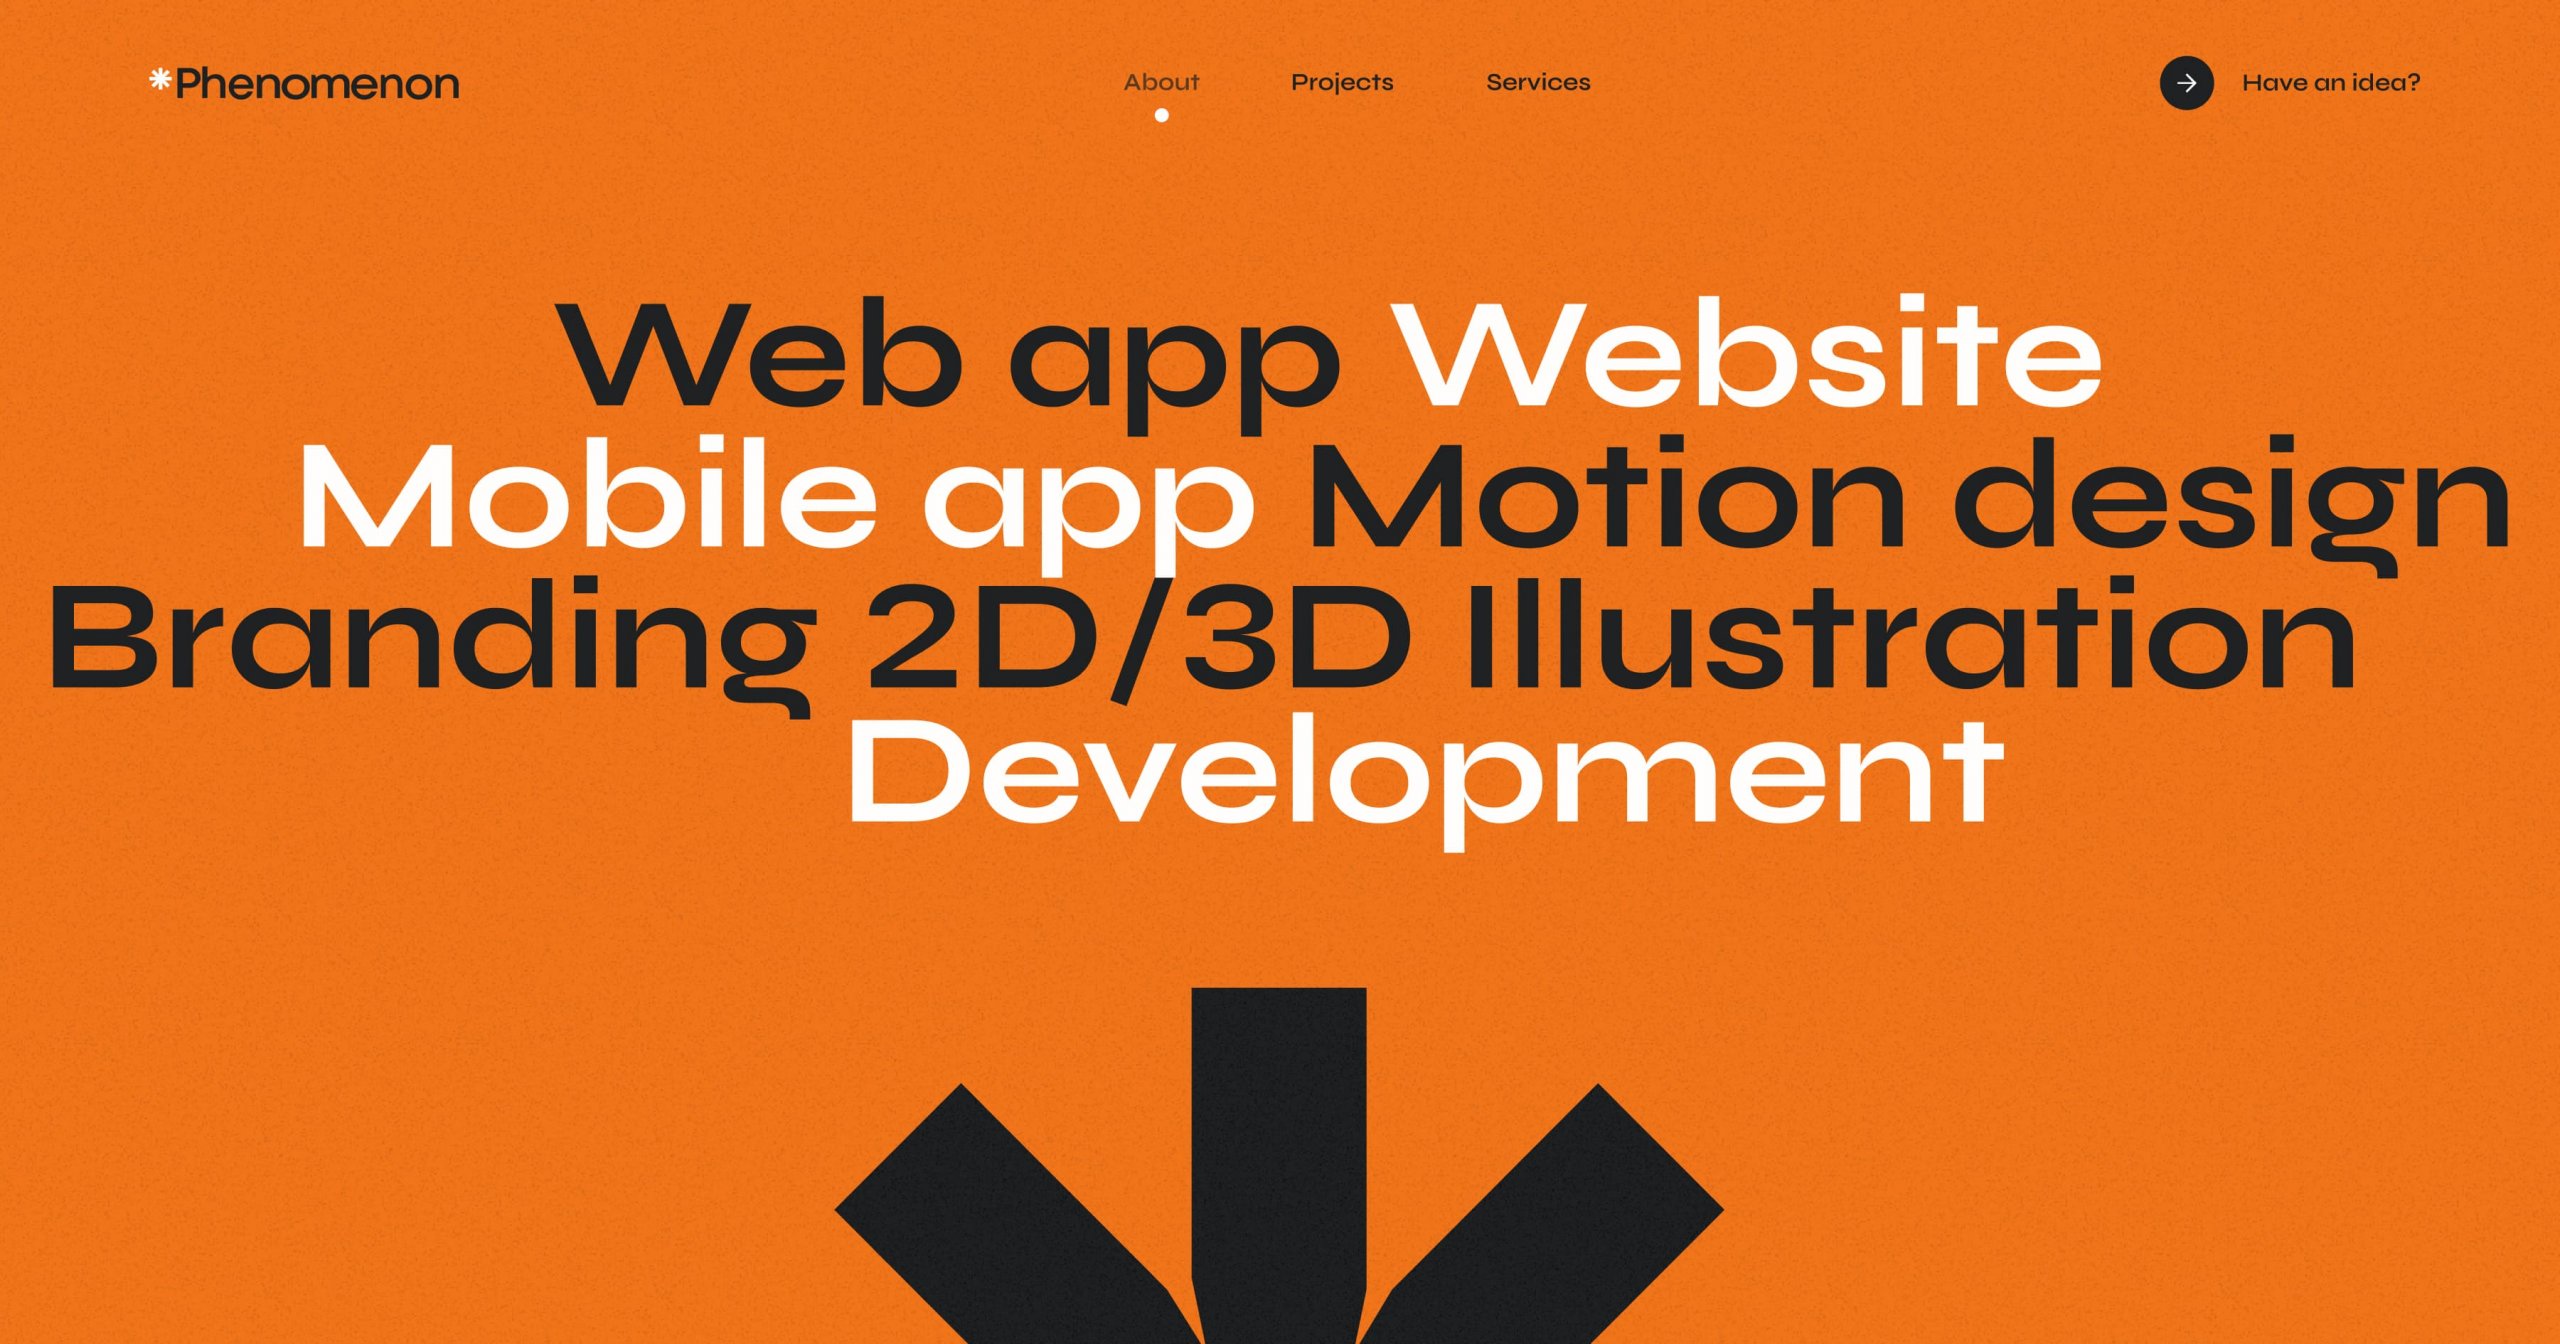 *Phenomenon
About
Projects
Services
Have an idea?
Web app Website
Mobile app Motion design
Branding 2D/3D Illustration
Development